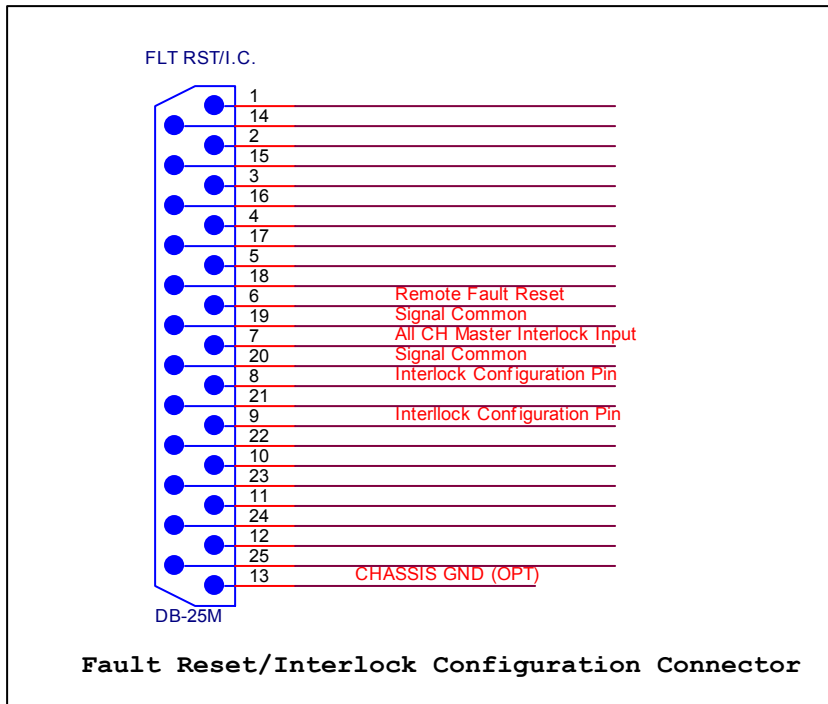 FLT RST/I.C.
1
14
2
15
3
16
4
17
5
18
6 Remote Fault Reset
19 Signal Common
7 All CH Master Interlock Input
20 Signal Common
8 Interlock Configuration Pin
21
9 Interllock Configuration Pin
22
10
23
11
24
12
25
13 CHASSIS GND (OPT)
DB-25M
Fault Reset/Interlock Configuration Connector